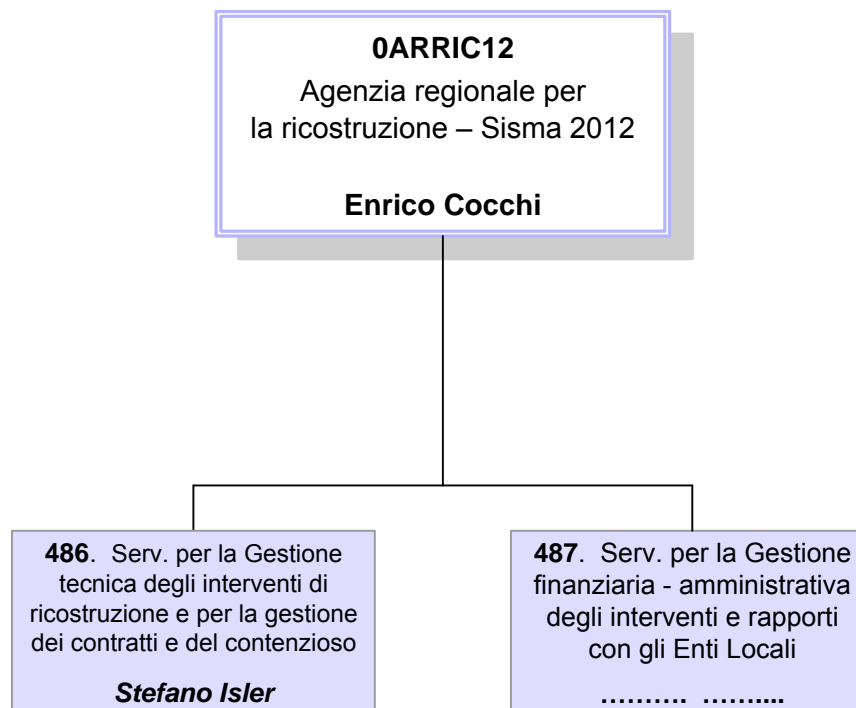 0ARRIC12
Agenzia regionale per
la ricostruzione – Sisma 2012
Enrico Cocchi
486. Serv. per la Gestione
tecnica degli interventi di
ricostruzione e per la gestione
dei contratti e del contenzioso
Stefano Isler
487. Serv. per la Gestione
finanziaria - amministrativa
degli interventi e rapporti
con gli Enti Locali
………. ……....